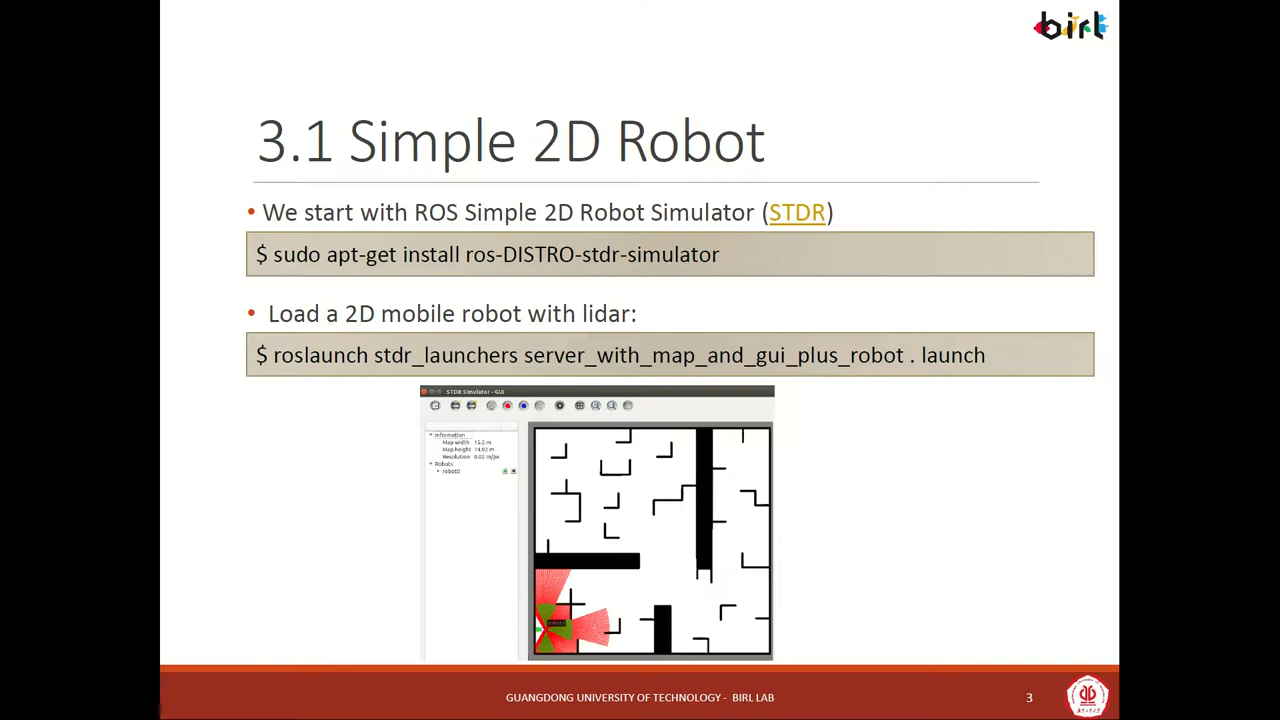 birl
3.1 Simple 2D Robot
• We start with ROS Simple 2D Robot Simulator (STDR)
$ sudo apt-get install ros-DISTRO-stdr-simulator
• Load a 2D mobile robot with lidar:
$ roslaunch stdr_launchers server_with_map_and_gui_plus_robot . launch
STDR Simulator - GUI
Information
Map width 15.5 m
Map height 14.92 m
Resolution 0.02 m/px
Robots
robot0
GUANGDONG UNIVERSITY OF TECHNOLOGY - BIRL LAB
3